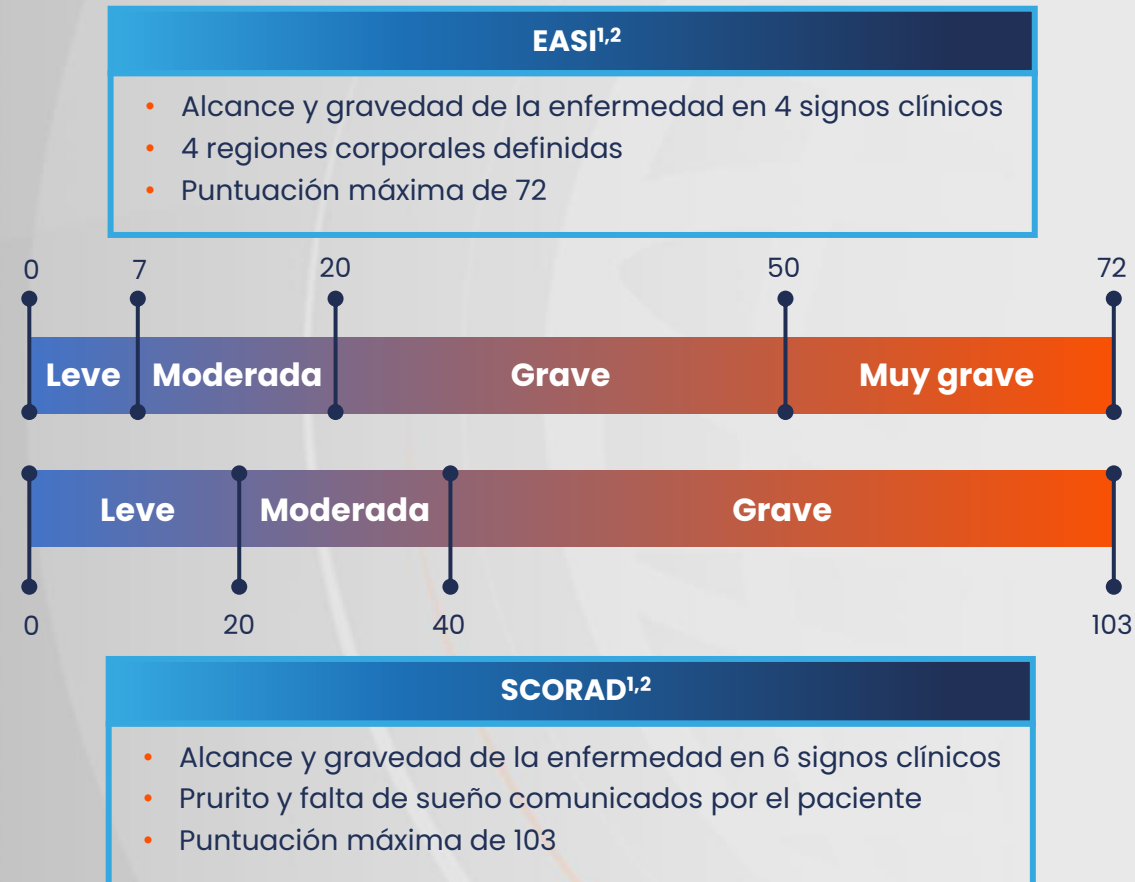 EASI¹,²
• Alcance y gravedad de la enfermedad en 4 signos clínicos
• 4 regiones corporales definidas
• Puntuación máxima de 72
0 7 20 50 72
Leve Moderada Grave Muy grave
Leve Moderada Grave
0 20 40 103
SCORAD¹,²
• Alcance y gravedad de la enfermedad en 6 signos clínicos
• Prurito y falta de sueño comunicados por el paciente
• Puntuación máxima de 103